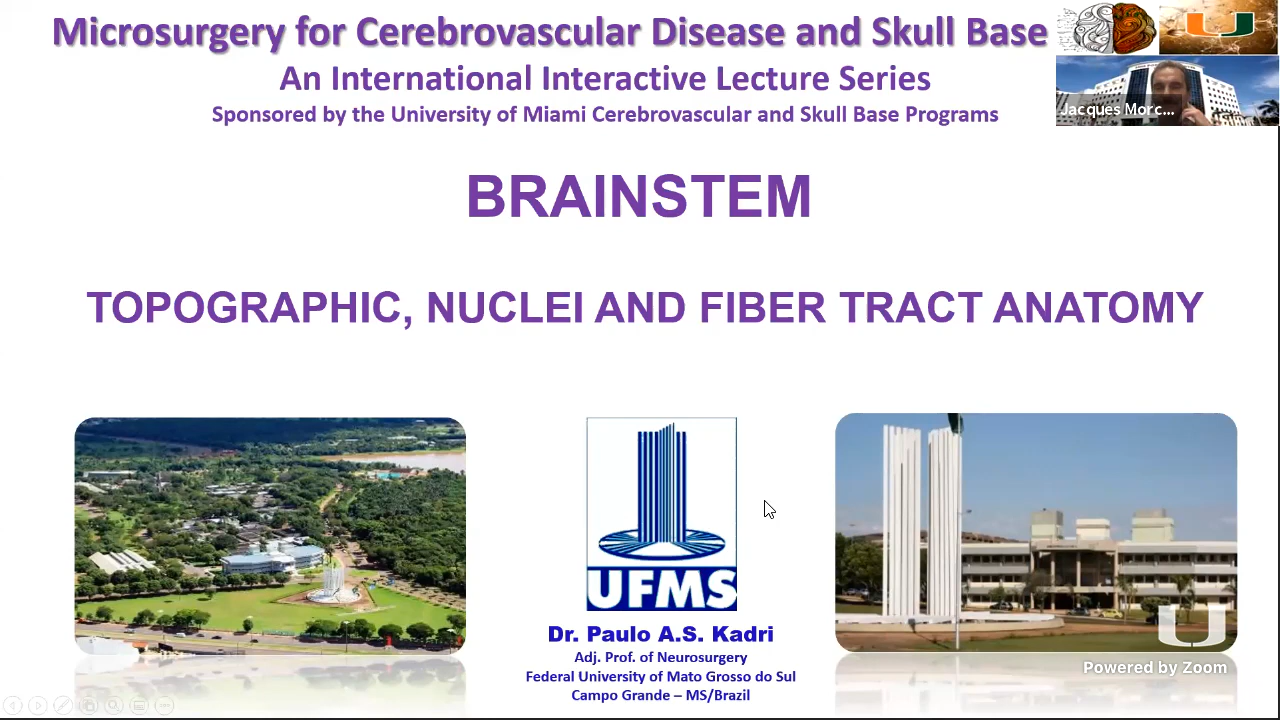 Microsurgery for Cerebrovascular Disease and Skull Base
An International Interactive Lecture Series
Sponsored by the University of Miami Cerebrovascular and Skull Base Programs
Jacques Morc...
BRAINSTEM
TOPOGRAPHIC, NUCLEI AND FIBER TRACT ANATOMY
UFMS
Dr. Paulo A.S. Kadri
Adj. Prof. of Neurosurgery
Federal University of Mato Grosso do Sul
Campo Grande – MS/Brazil
U
Powered by Zoom